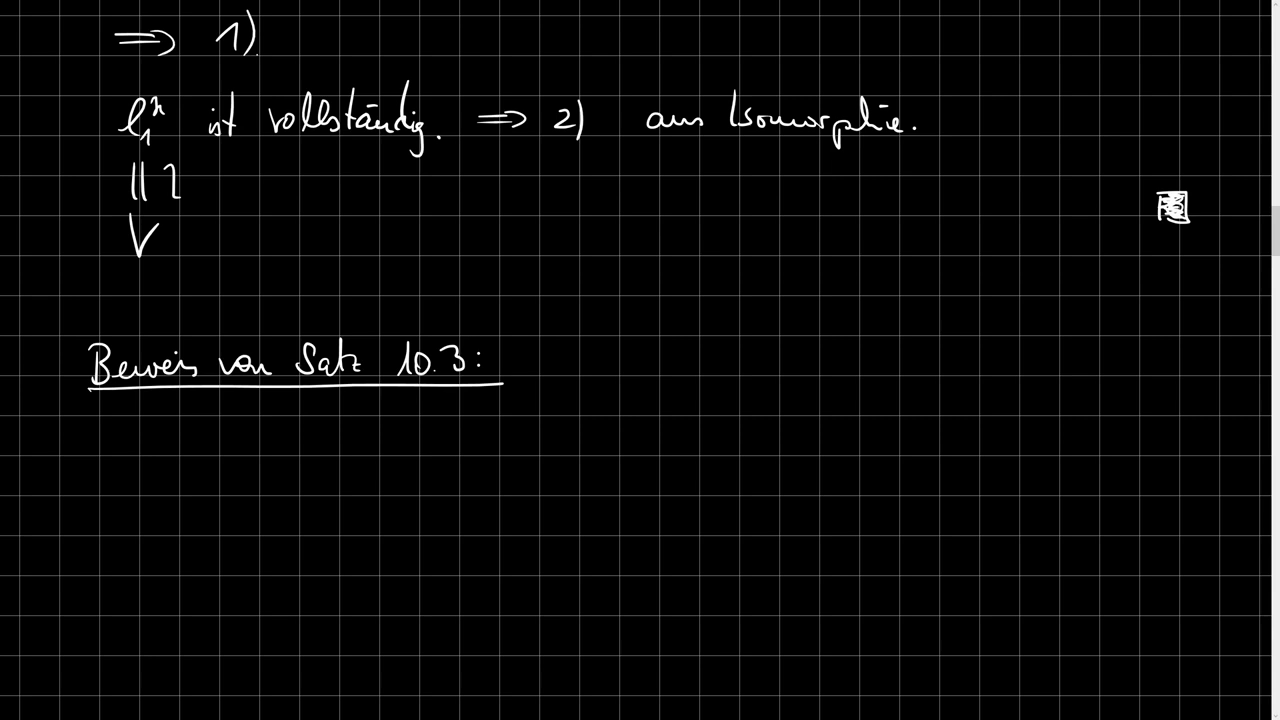 ⟹ 1)
ℓ₁ⁿ ist vollständig. ⟹ 2) aus Isomorphie.
|| ≀
V
Beweis von Satz 10.3: